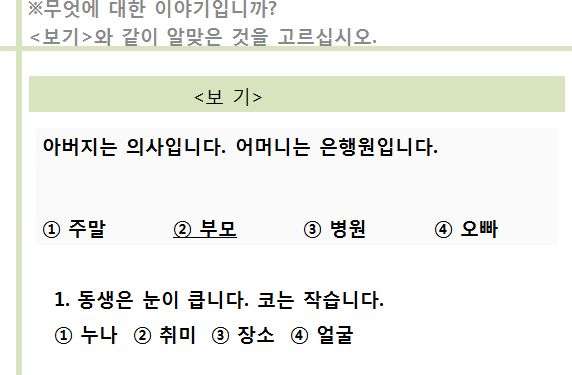 ※무엇에 대한 이야기입니까?
<보기>와 같이 알맞은 것을 고르십시오.
<보 기>
아버지는 의사입니다. 어머니는 은행원입니다.
① 주말 ② 부모 ③ 병원 ④ 오빠
1. 동생은 눈이 큽니다. 코는 작습니다.
① 누나 ② 취미 ③ 장소 ④ 얼굴